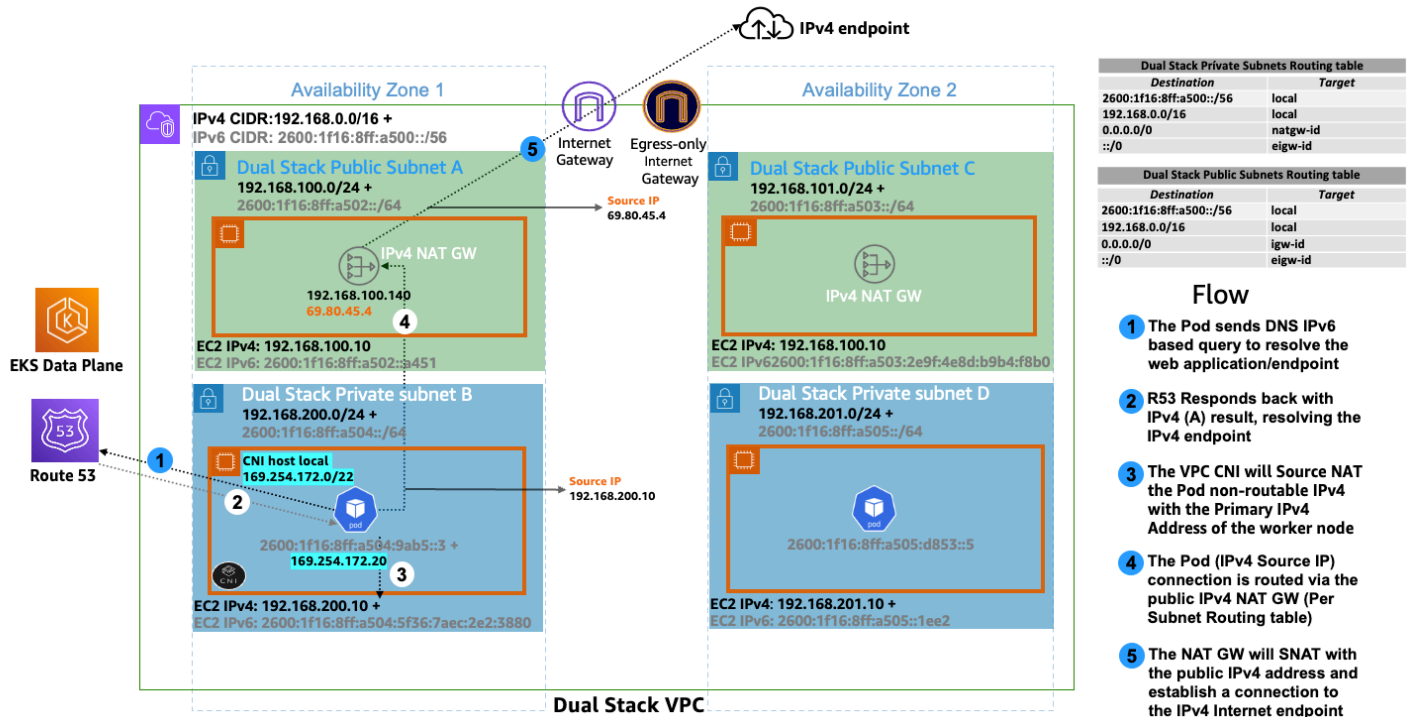 IPv4 endpoint
Availability Zone 1
Availability Zone 2
IPv4 CIDR:192.168.0.0/16 +
IPv6 CIDR: 2600:1f16:8ff:a500::/56
5
Internet
Gateway
Egress-only
Internet
Gateway
Dual Stack Public Subnet A
192.168.100.0/24 +
2600:1f16:8ff:a502::/64
Source IP
69.80.45.4
IPv4 NAT GW
192.168.100.140
69.80.45.4
4
EC2 IPv4: 192.168.100.10
EC2 IPv6: 2600:1f16:8ff:a502::a451
Dual Stack Public Subnet C
192.168.101.0/24 +
2600:1f16:8ff:a503::/64
IPv4 NAT GW
EC2 IPv4: 192.168.100.10
EC2 IPv62600:1f16:8ff:a503:2e9f:4e8d:b9b4:f8b0
EKS Data Plane
53
Route 53
1
2
Dual Stack Private subnet B
192.168.200.0/24 +
2600:1f16:8ff:a504::/64
CNI host local
169.254.172.0/22
pod
2600:1f16:8ff:a504:9ab5::3 +
169.254.172.20
3
CNI
Source IP
192.168.200.10
EC2 IPv4: 192.168.200.10 +
EC2 IPv6: 2600:1f16:8ff:a504:5f36:7aec:2e2:3880
Dual Stack Private subnet D
192.168.201.0/24 +
2600:1f16:8ff:a505::/64
pod
2600:1f16:8ff:a505:d853::5
EC2 IPv4: 192.168.201.10 +
EC2 IPv6: 2600:1f16:8ff:a505::1ee2
Dual Stack VPC
Dual Stack Private Subnets Routing table
Destination Target
2600:1f16:8ff:a500::/56 local
192.168.0.0/16 local
0.0.0.0/0 natgw-id
::/0 eigw-id
Dual Stack Public Subnets Routing table
Destination Target
2600:1f16:8ff:a500::/56 local
192.168.0.0/16 local
0.0.0.0/0 igw-id
::/0 eigw-id
Flow
1 The Pod sends DNS IPv6
based query to resolve the
web application/endpoint
2 R53 Responds back with
IPv4 (A) result, resolving the
IPv4 endpoint
3 The VPC CNI will Source NAT
the Pod non-routable IPv4
with the Primary IPv4
Address of the worker node
4 The Pod (IPv4 Source IP)
connection is routed via the
public IPv4 NAT GW (Per
Subnet Routing table)
5 The NAT GW will SNAT with
the public IPv4 address and
establish a connection to
the IPv4 Internet endpoint